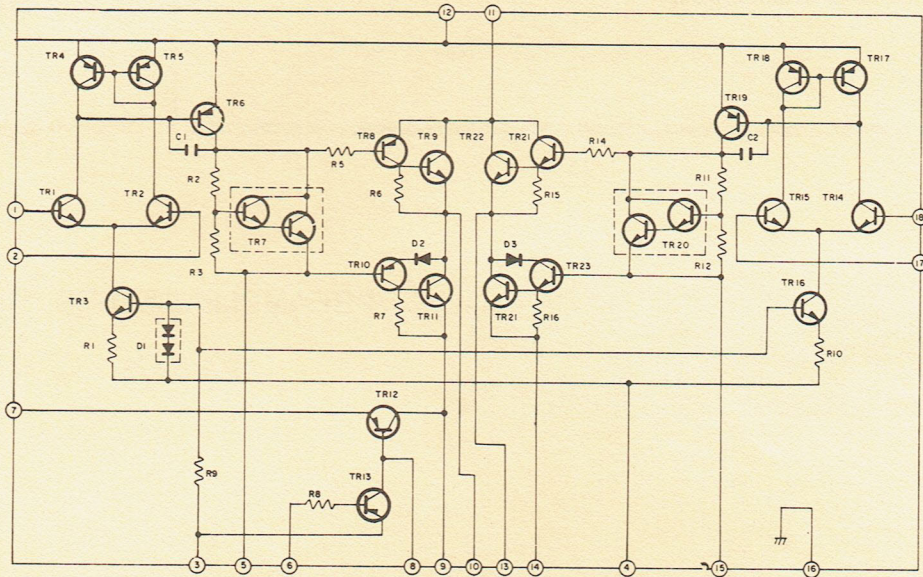 12 11
TR4 TR5 TR18 TR17
TR6 TR19
C1 TR8 TR9 TR22 TR21 R14 C2
R5
R2 R6 R15 R11
TR1 TR2 TR15 TR14
1 18
TR7 TR20
2 D2 D3 17
R3 TR10 TR23 R12
TR3 TR16
R7 TR11 TR21 R16
R1 D1 R10
7 TR12
R9 TR13
R8
3 5 6 8 9 10 13 14 4 15 16